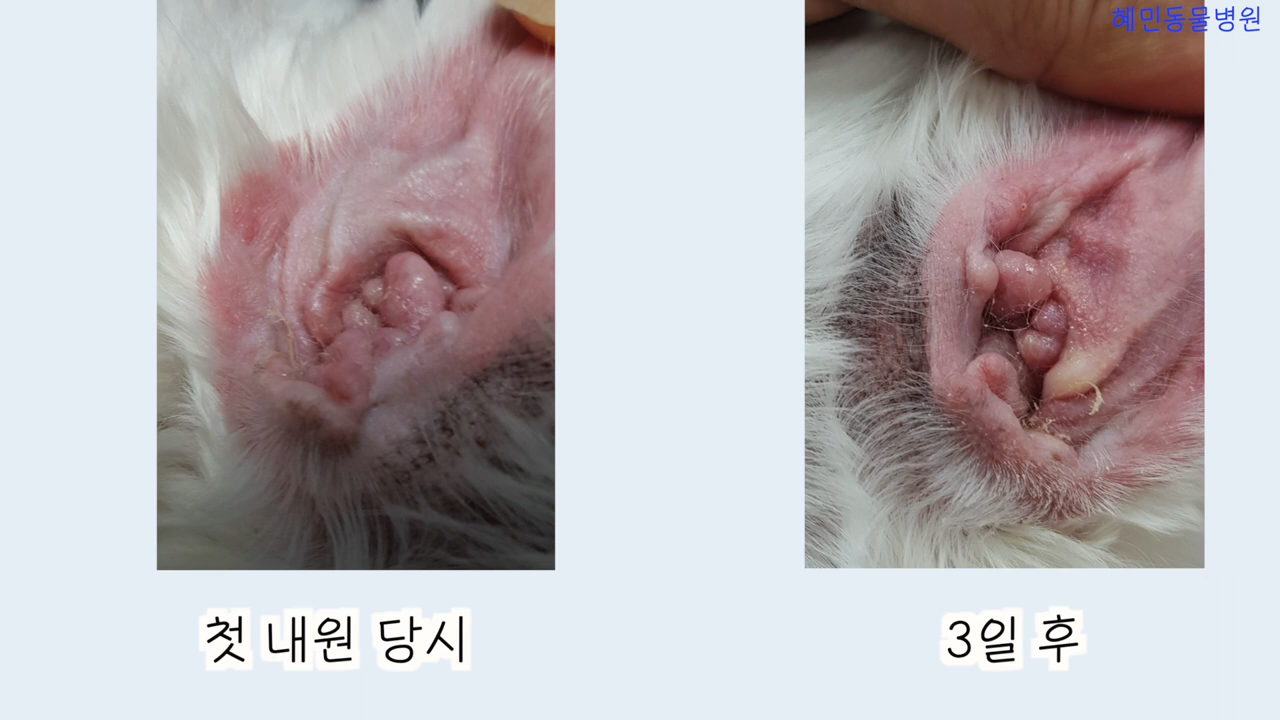 혜민동물병원
첫 내원 당시
3일 후